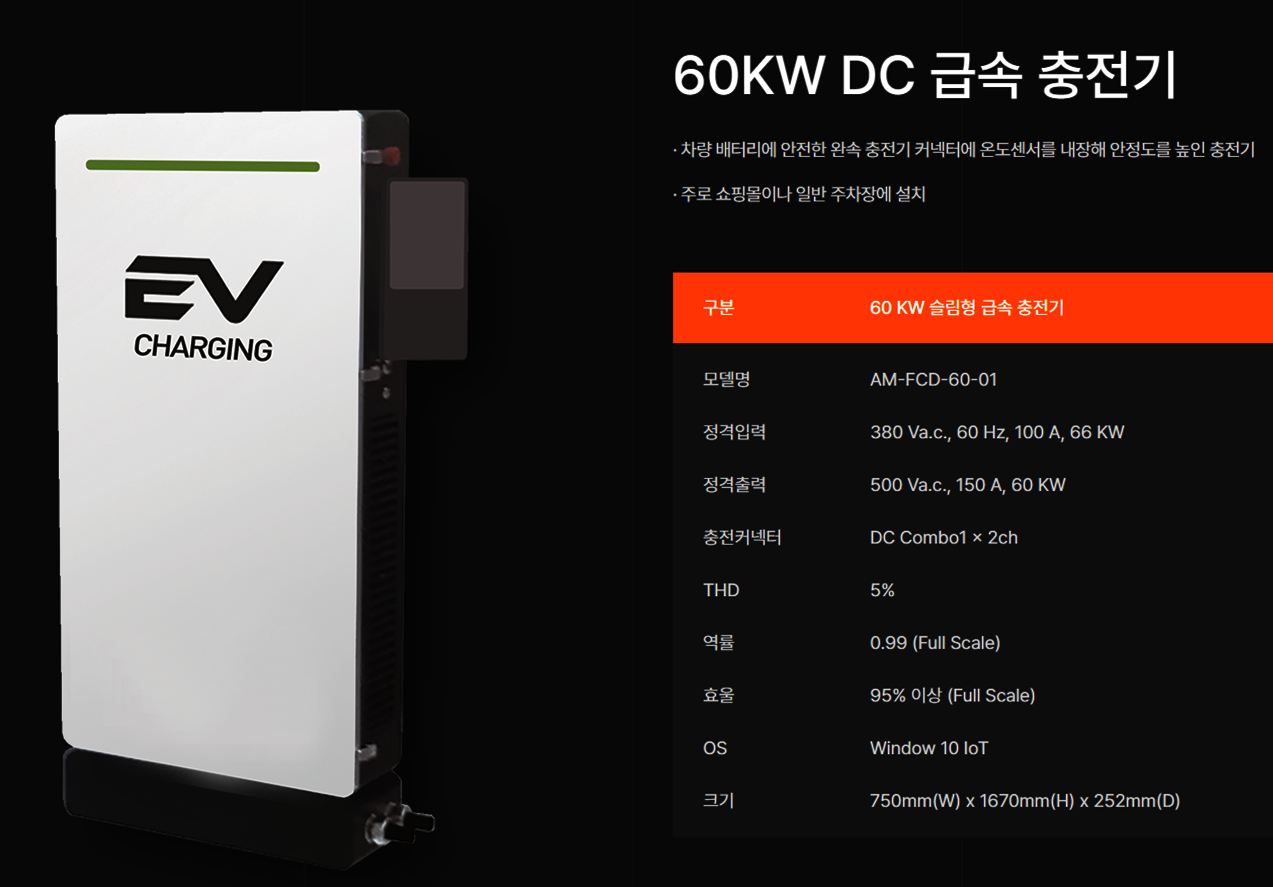 EV
CHARGING
60KW DC 급속 충전기
· 차량 배터리에 안전한 완속 충전기 커넥터에 온도센서를 내장해 안정도를 높인 충전기
· 주로 쇼핑몰이나 일반 주차장에 설치
구분 60 KW 슬림형 급속 충전기
모델명 AM-FCD-60-01
정격입력 380 Va.c., 60 Hz, 100 A, 66 KW
정격출력 500 Va.c., 150 A, 60 KW
충전커넥터 DC Combo1 × 2ch
THD 5%
역률 0.99 (Full Scale)
효울 95% 이상 (Full Scale)
OS Window 10 IoT
크기 750mm(W) x 1670mm(H) x 252mm(D)